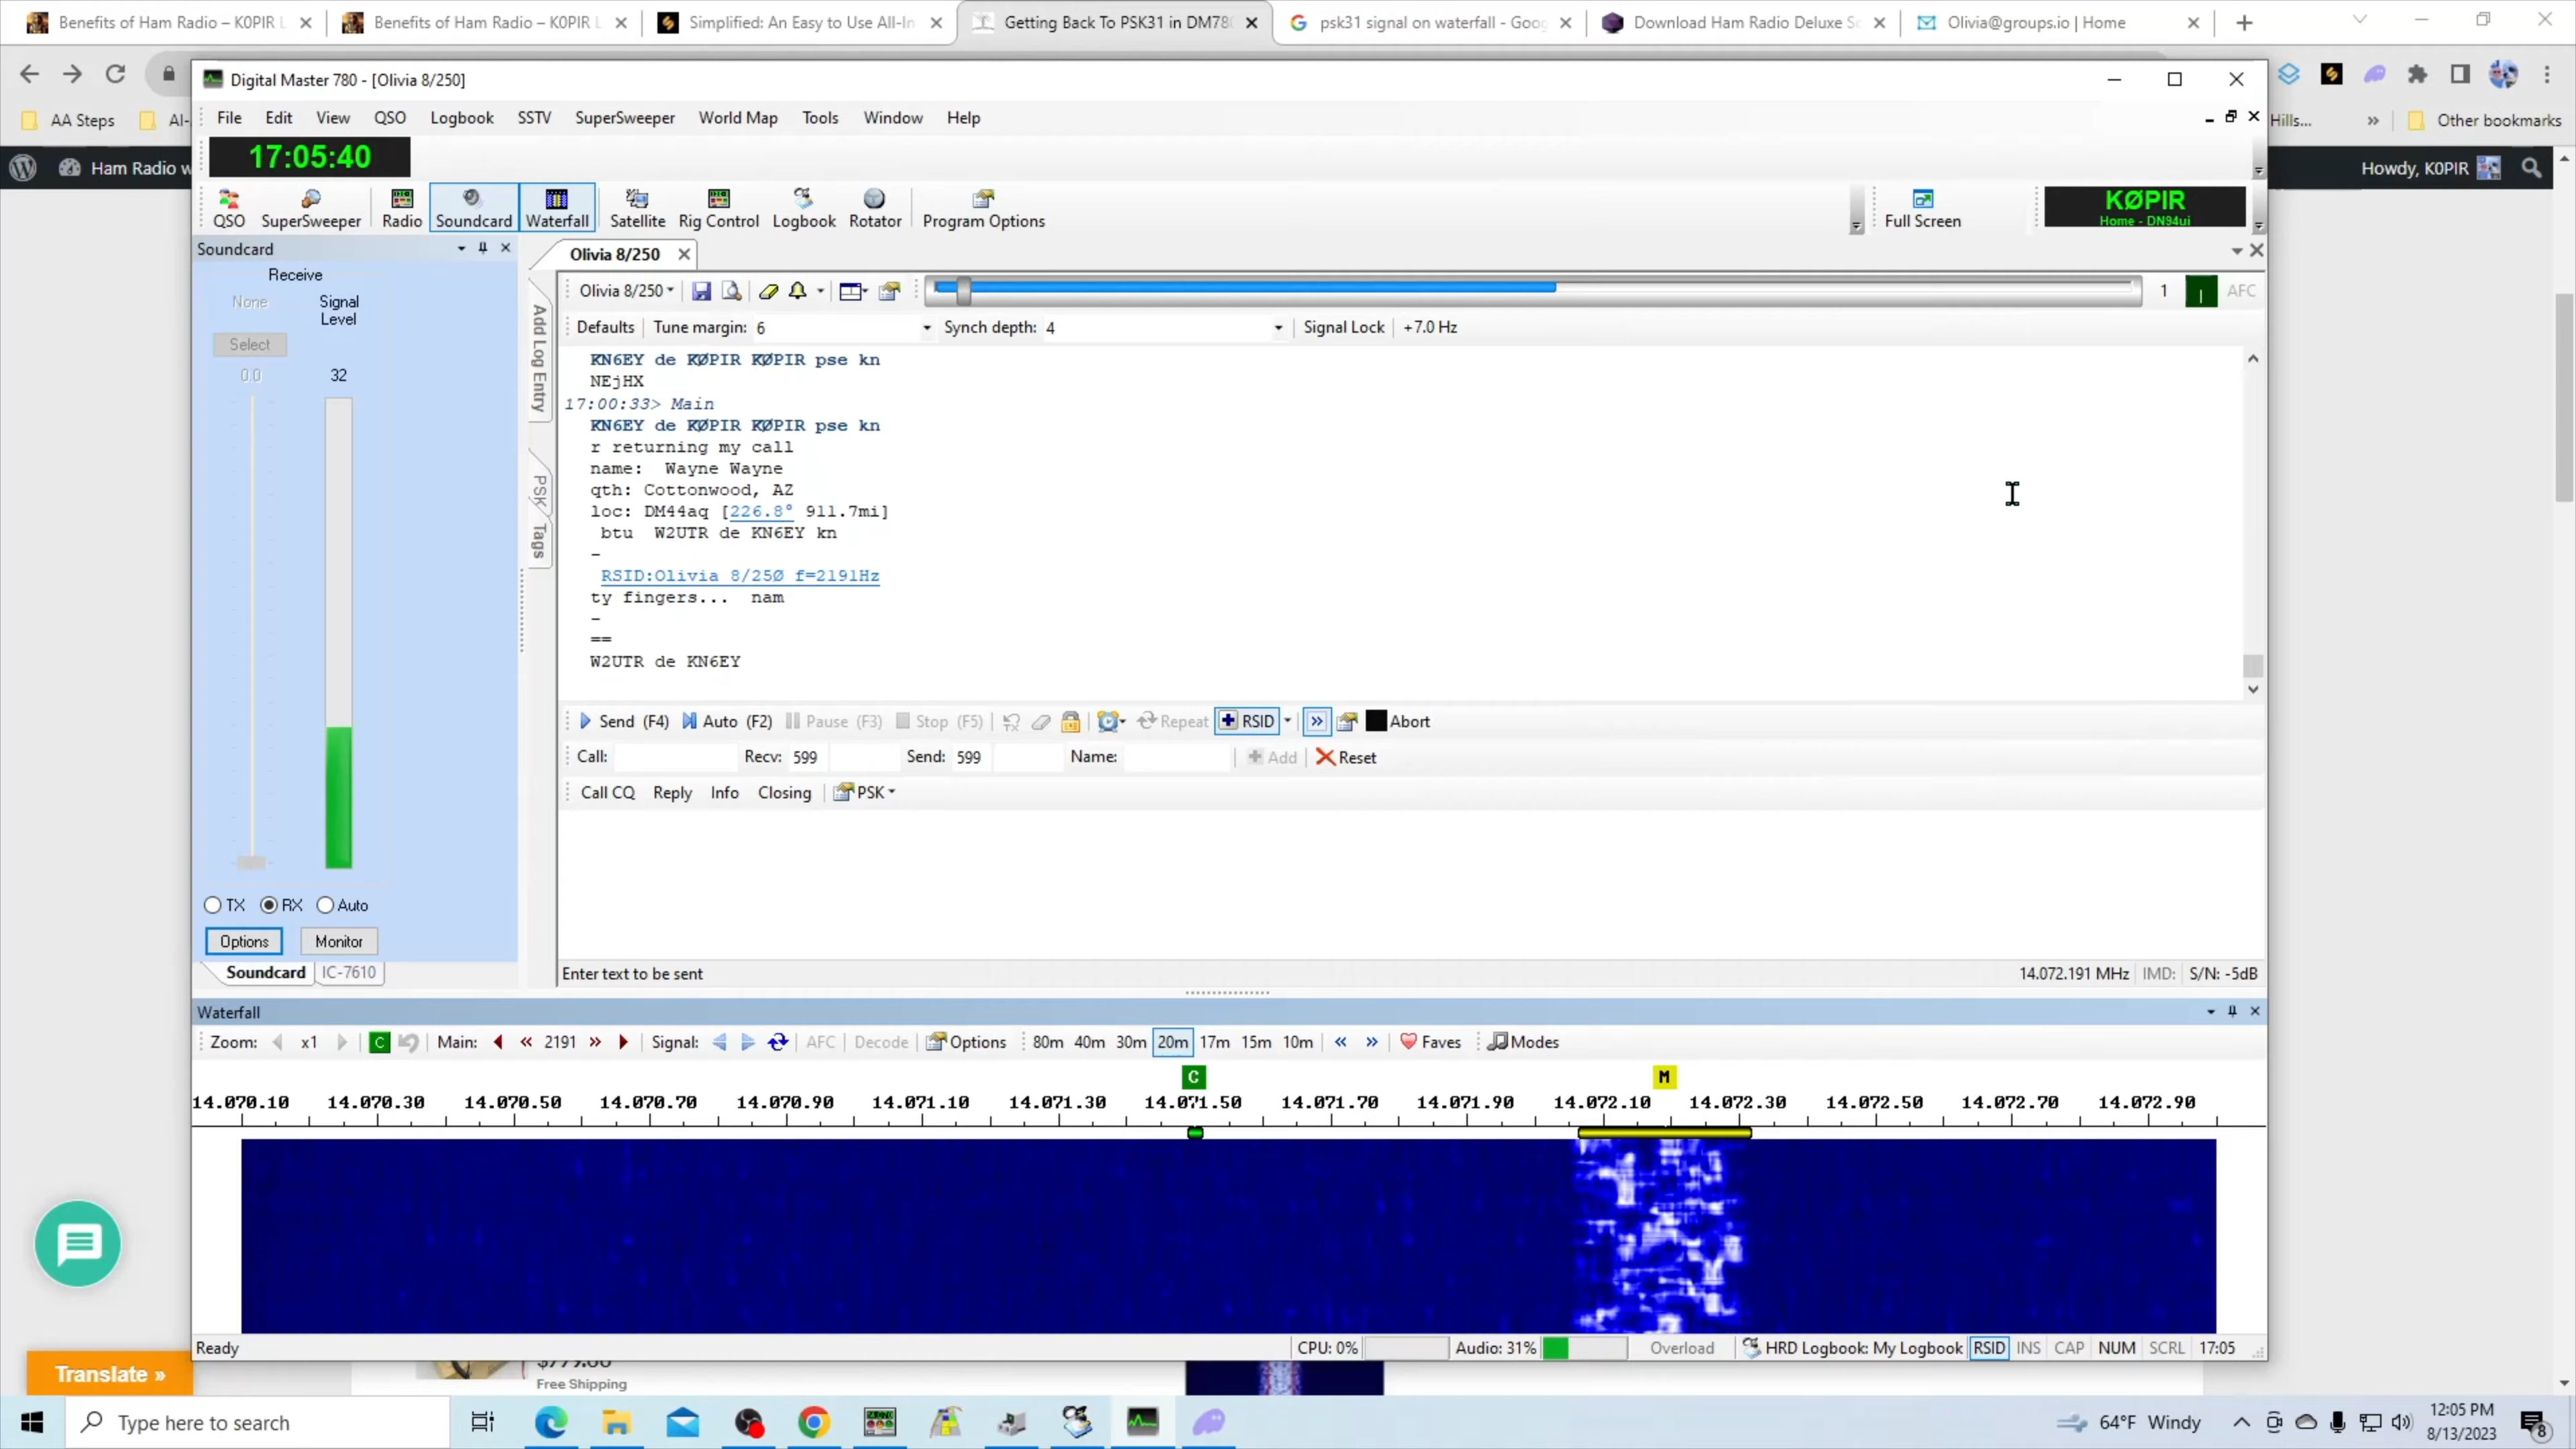 Benefits of Ham Radio – K0PIR L
Benefits of Ham Radio – K0PIR L
Simplified: An Easy to Use All-In
Getting Back To PSK31 in DM780
psk31 signal on waterfall - Goog
Download Ham Radio Deluxe So
Olivia@groups.io | Home
AA Steps
AI-
Hills...
Other bookmarks
Ham Radio w
Howdy, K0PIR
Digital Master 780 - [Olivia 8/250]
File Edit View QSO Logbook SSTV SuperSweeper World Map Tools Window Help
17:05:40
QSO SuperSweeper Radio Soundcard Waterfall Satellite Rig Control Logbook Rotator Program Options
Full Screen
KØPIR
Home - DN94ui
Soundcard
Receive
None
Signal
Level
Select
0.0 32
TX RX Auto
Options Monitor
Soundcard IC-7610
Add Log Entry
PSK
Tags
Olivia 8/250
Olivia 8/250
1
AFC
Defaults Tune margin: 6 Synch depth: 4 Signal Lock +7.0 Hz
KN6EY de KØPIR KØPIR pse kn
NEjHX
17:00:33> Main
KN6EY de KØPIR KØPIR pse kn
r returning my call
name: Wayne Wayne
qth: Cottonwood, AZ
loc: DM44aq [226.8° 911.7mi]
btu W2UTR de KN6EY kn
–
RSID:Olivia 8/25Ø f=2191Hz
ty fingers... nam
–
==
W2UTR de KN6EY
Send (F4) Auto (F2) Pause (F3) Stop (F5) Repeat RSID Abort
Call: Recv: 599 Send: 599 Name: Add Reset
Call CQ Reply Info Closing PSK
Enter text to be sent
14.072.191 MHz IMD: S/N: -5dB
Waterfall
Zoom: x1 C Main: 2191 Signal: AFC Decode Options 80m 40m 30m 20m 17m 15m 10m Faves Modes
C M
14.070.10 14.070.30 14.070.50 14.070.70 14.070.90 14.071.10 14.071.30 14.071.50 14.071.70 14.071.90 14.072.10 14.072.30 14.072.50 14.072.70 14.072.90
Ready
CPU: 0% Audio: 31% Overload HRD Logbook: My Logbook RSID INS CAP NUM SCRL 17:05
Translate »
Free Shipping
Type here to search
64°F Windy
12:05 PM
8/13/2023
8